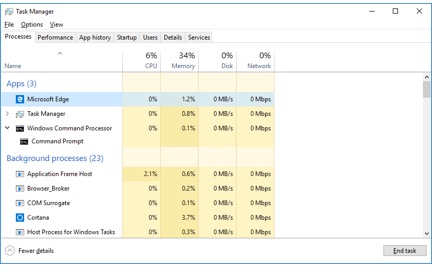 Task Manager
File Options View
Processes Performance App history Startup Users Details Services
6% 34% 0% 0%
Name CPU Memory Disk Network
Apps (3)
Microsoft Edge 0% 1.2% 0 MB/s 0 Mbps
Task Manager 0% 0.8% 0 MB/s 0 Mbps
Windows Command Processor 0% 0.1% 0 MB/s 0 Mbps
Command Prompt
Background processes (23)
Application Frame Host 2.1% 0.6% 0 MB/s 0 Mbps
Browser_Broker 0% 0.2% 0 MB/s 0 Mbps
COM Surrogate 0% 0.1% 0 MB/s 0 Mbps
Cortana 0% 3.7% 0 MB/s 0 Mbps
Host Process for Windows Tasks 0% 0.3% 0 MB/s 0 Mbps
Fewer details End task